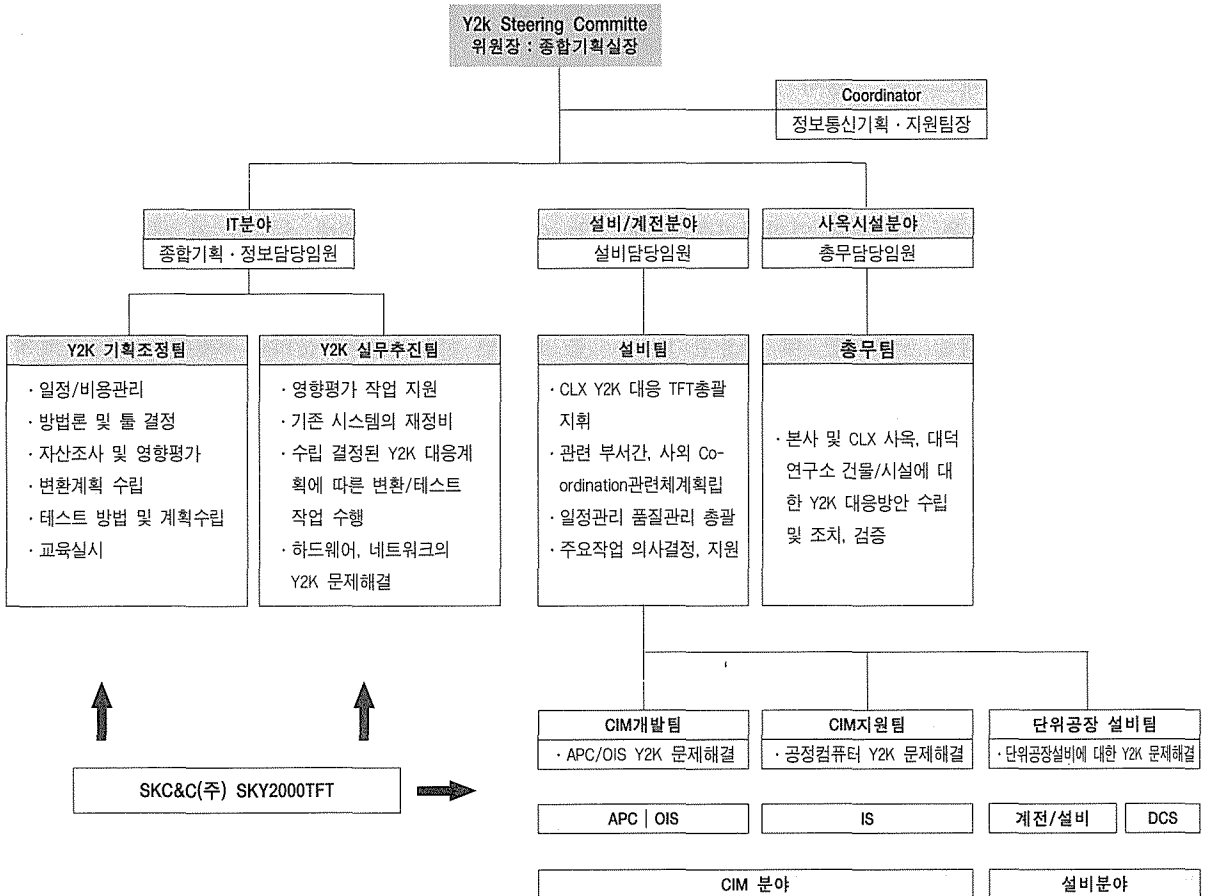 Y2k Steering Committe
위원장 : 종합기획실장
Coordinator
정보통신기획 · 지원팀장
IT분야
종합기획 · 정보담당임원
설비/계전분야
설비담당임원
사옥시설분야
총무담당임원
Y2K 기획조정팀
· 일정/비용관리
· 방법론 및 툴 결정
· 자산조사 및 영향평가
· 변환계획 수립
· 테스트 방법 및 계획수립
· 교육실시
Y2K 실무추진팀
· 영향평가 작업 지원
· 기존 시스템의 재정비
· 수립 결정된 Y2K 대응계
획에 따른 변환/테스트
작업 수행
· 하드웨어, 네트워크의
Y2K 문제해결
설비팀
· CLX Y2K 대응 TFT총괄
지휘
· 관련 부서간, 사외 Co-
ordination관련체계획립
· 일정관리 품질관리 총괄
· 주요작업 의사결정, 지원
총무팀
· 본사 및 CLX 사옥, 대덕
연구소 건물/시설에 대
한 Y2K 대응방안 수립
및 조치, 검증
SKC&C(주) SKY2000TFT
CIM개발팀
· APC/OIS Y2K 문제해결
CIM지원팀
· 공정컴퓨터 Y2K 문제해결
단위공장 설비팀
· 단위공장설비에 대한 Y2K 문제해결
APC | OIS
IS
계전/설비
DCS
CIM 분야
설비분야